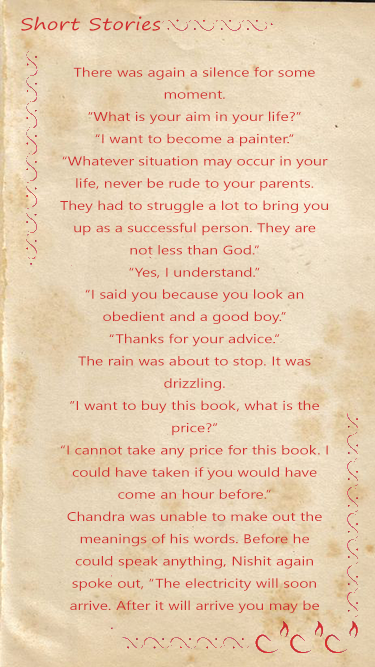 Short Stories
There was again a silence for some
moment.
“What is your aim in your life?”
“I want to become a painter.”
“Whatever situation may occur in your
life, never be rude to your parents.
They had to struggle a lot to bring you
up as a successful person. They are
not less than God.”
“Yes, I understand.”
“I said you because you look an
obedient and a good boy.”
“Thanks for your advice.”
The rain was about to stop. It was
drizzling.
“I want to buy this book, what is the
price?”
“I cannot take any price for this book. I
could have taken if you would have
come an hour before.”
Chandra was unable to make out the
meanings of his words. Before he
could speak anything, Nishit again
spoke out, “The electricity will soon
arrive. After it will arrive you may be